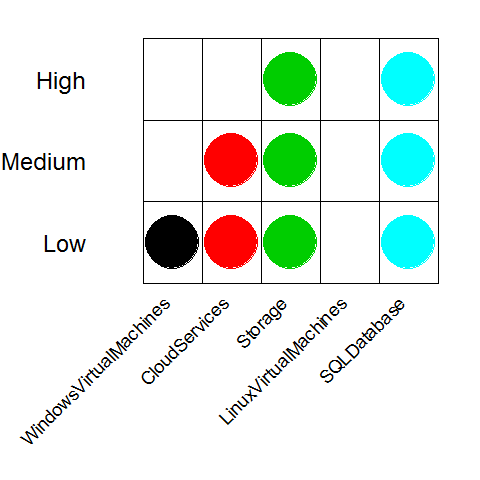 High
Medium
Low
WindowsVirtualMachines
CloudServices
Storage
LinuxVirtualMachines
SQLDatabase